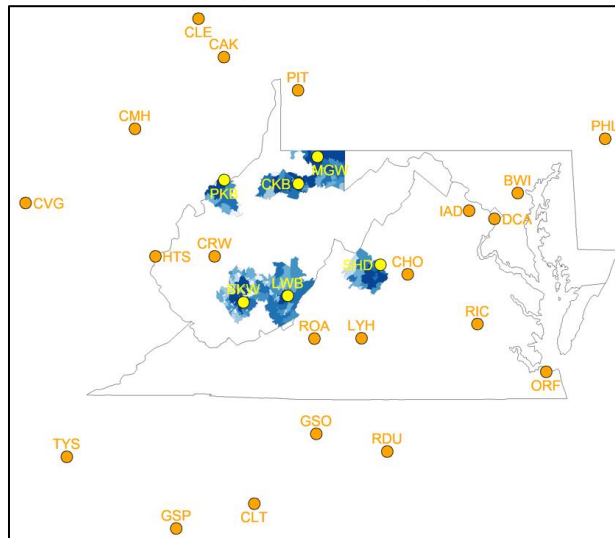 CLE
CAK
PIT
CMH
PHL
MGW
CKB
PKB
BWI
CVG
IAD
DCA
HTS
CRW
SHD
CHO
BKW
LWB
ROA
LYH
RIC
ORF
GSO
RDU
TYS
CLT
GSP